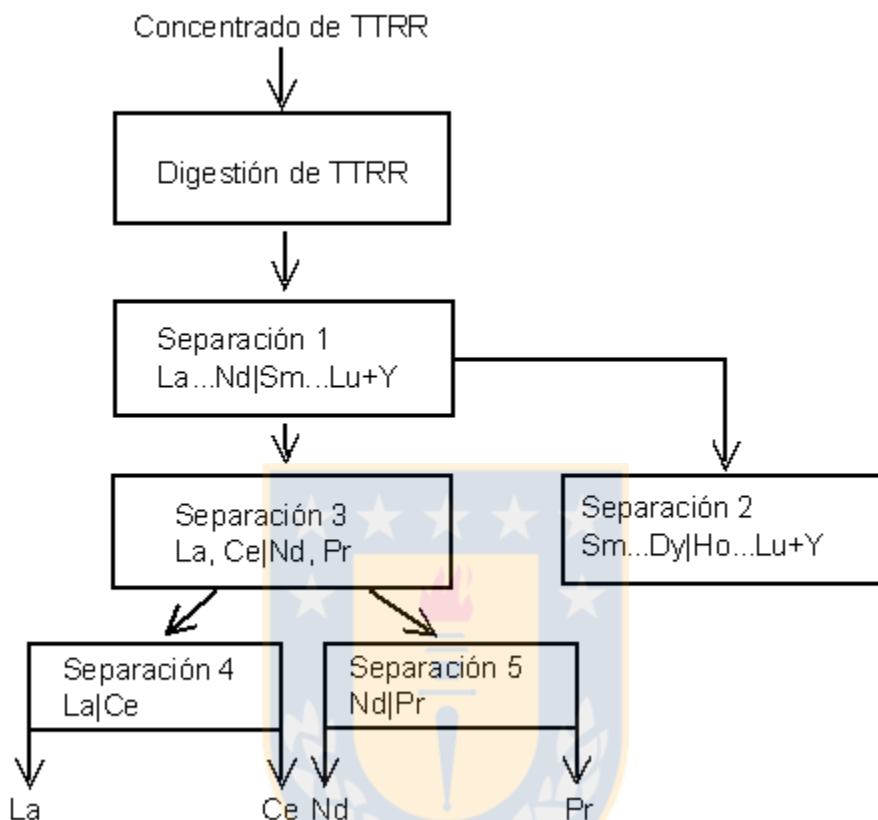 Concentrado de TTRR
Digestión de TTRR
Separación 1
La...Nd|Sm...Lu+Y
Separación 3
La, Ce|Nd, Pr
Separación 2
Sm...Dy|Ho...Lu+Y
Separación 4
La|Ce
Separación 5
Nd|Pr
La
Ce
Nd
Pr